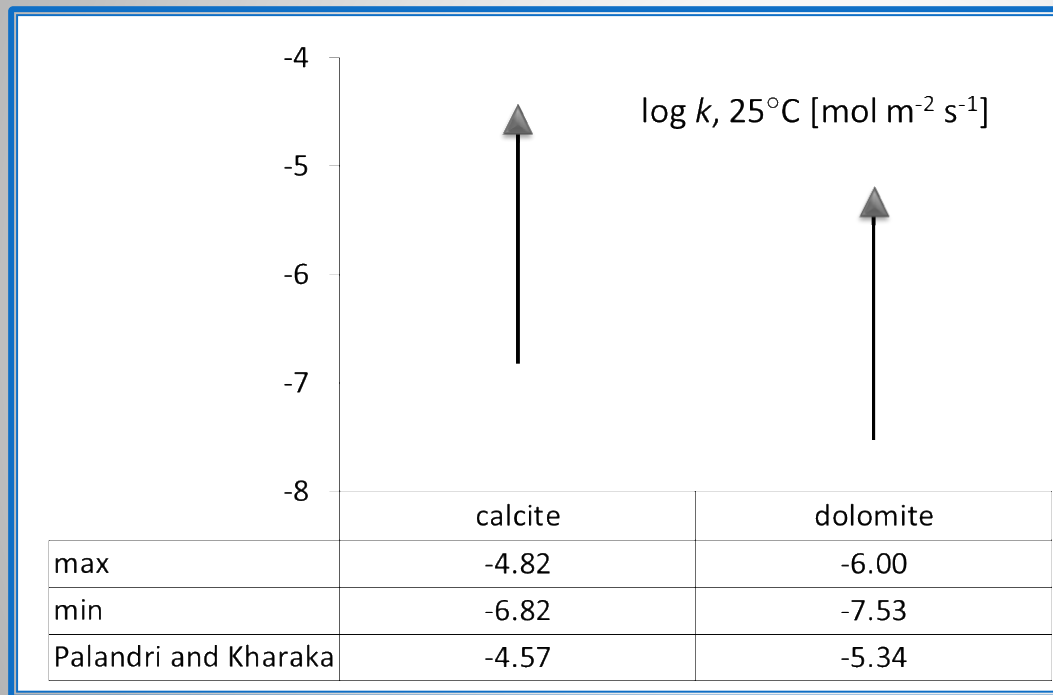 -4
log k, 25°C [mol m⁻² s⁻¹]
-5
-6
-7
-8
calcite dolomite
max -4.82 -6.00
min -6.82 -7.53
Palandri and Kharaka -4.57 -5.34